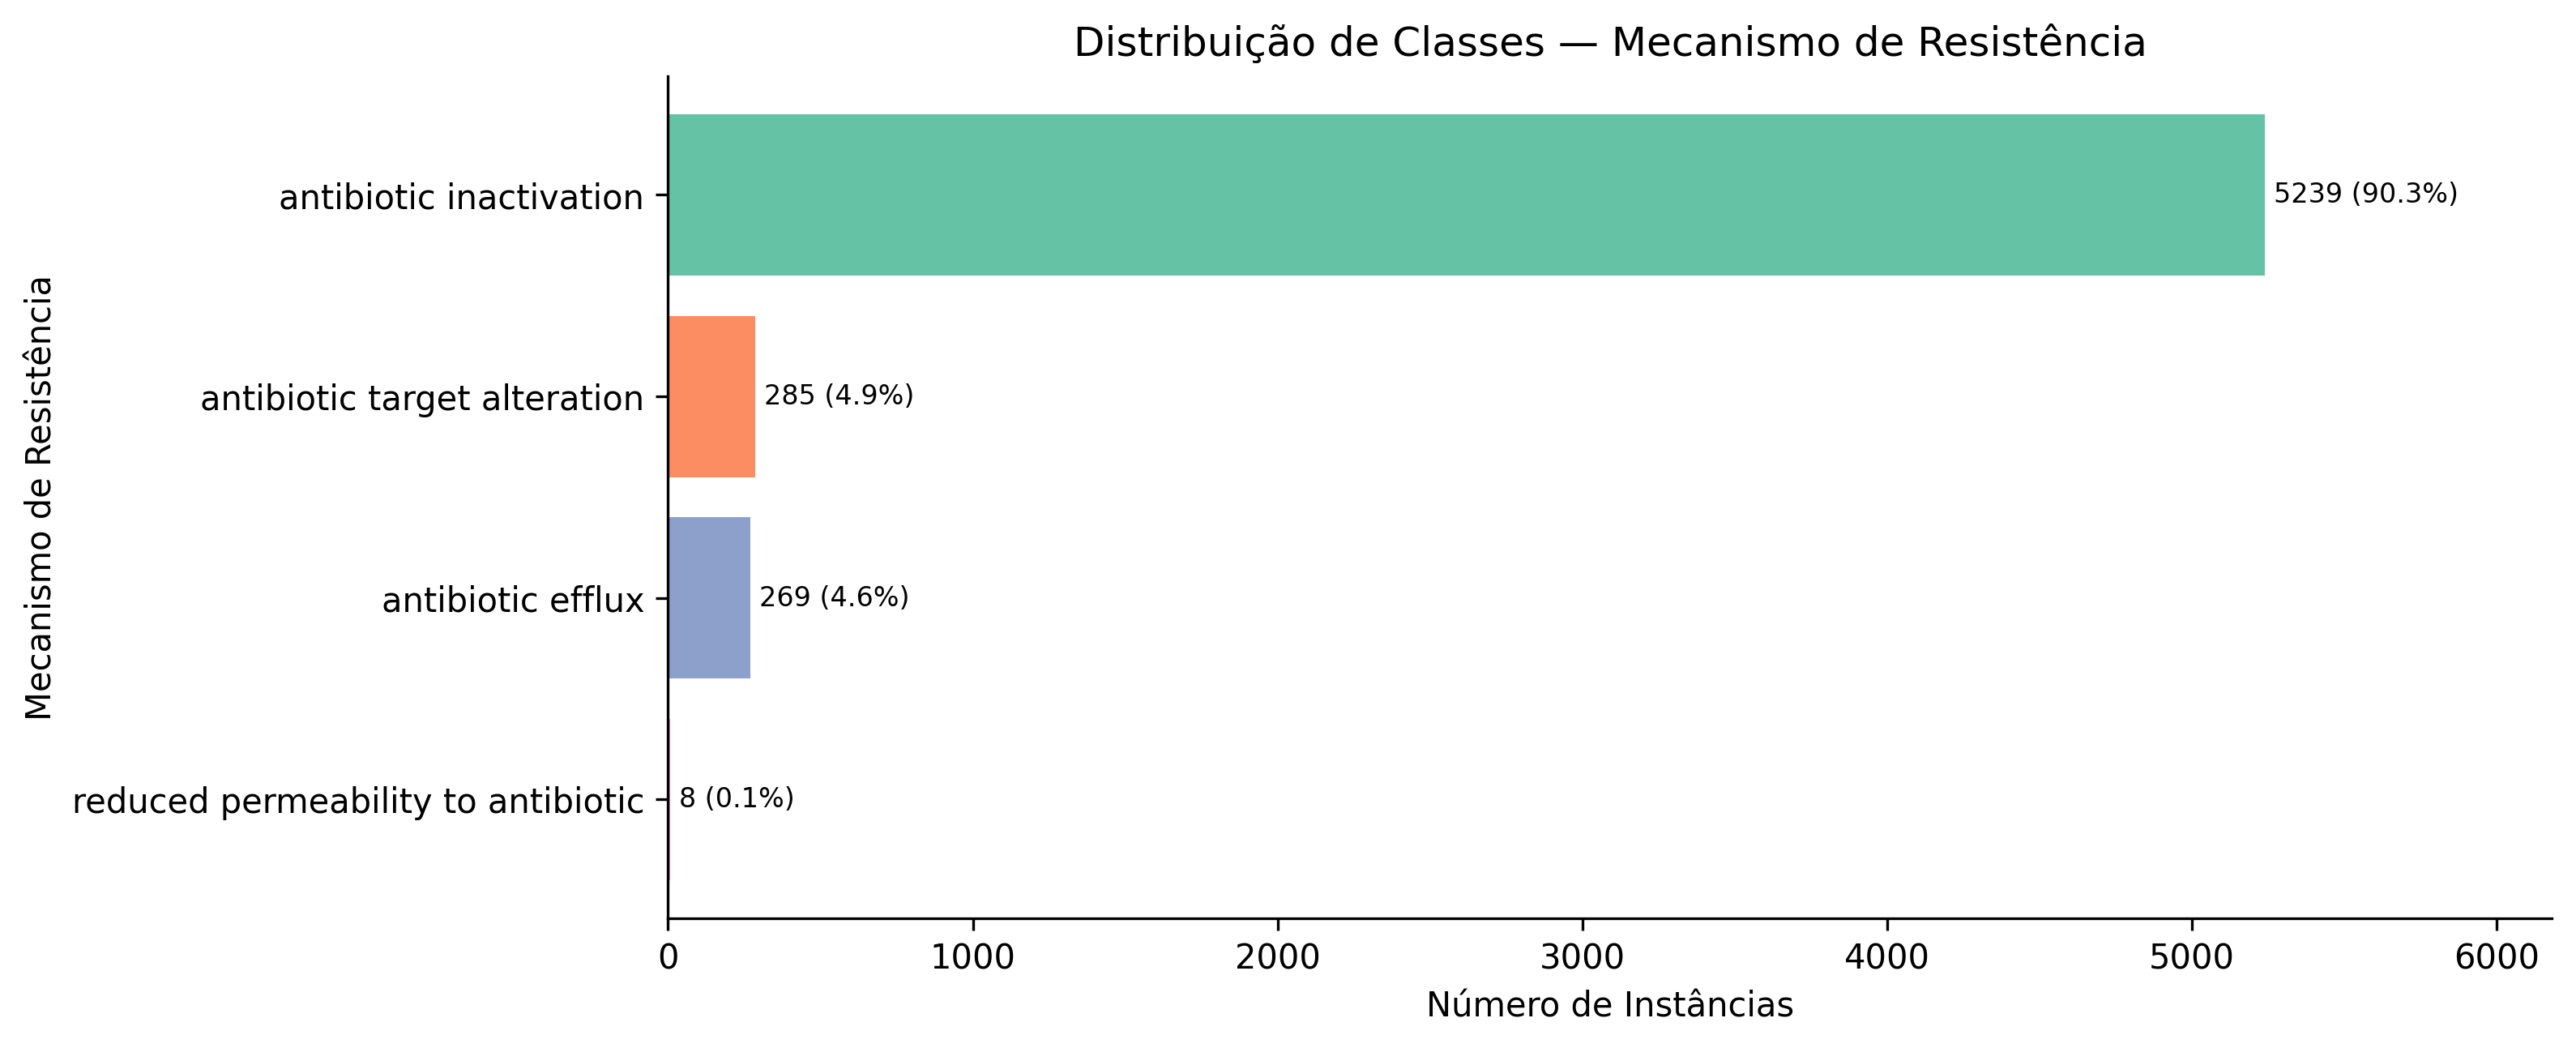 Distribuição de Classes — Mecanismo de Resistência
Mecanismo de Resistência
antibiotic inactivation
5239 (90.3%)
antibiotic target alteration
285 (4.9%)
antibiotic efflux
269 (4.6%)
reduced permeability to antibiotic
8 (0.1%)
0 1000 2000 3000 4000 5000 6000
Número de Instâncias